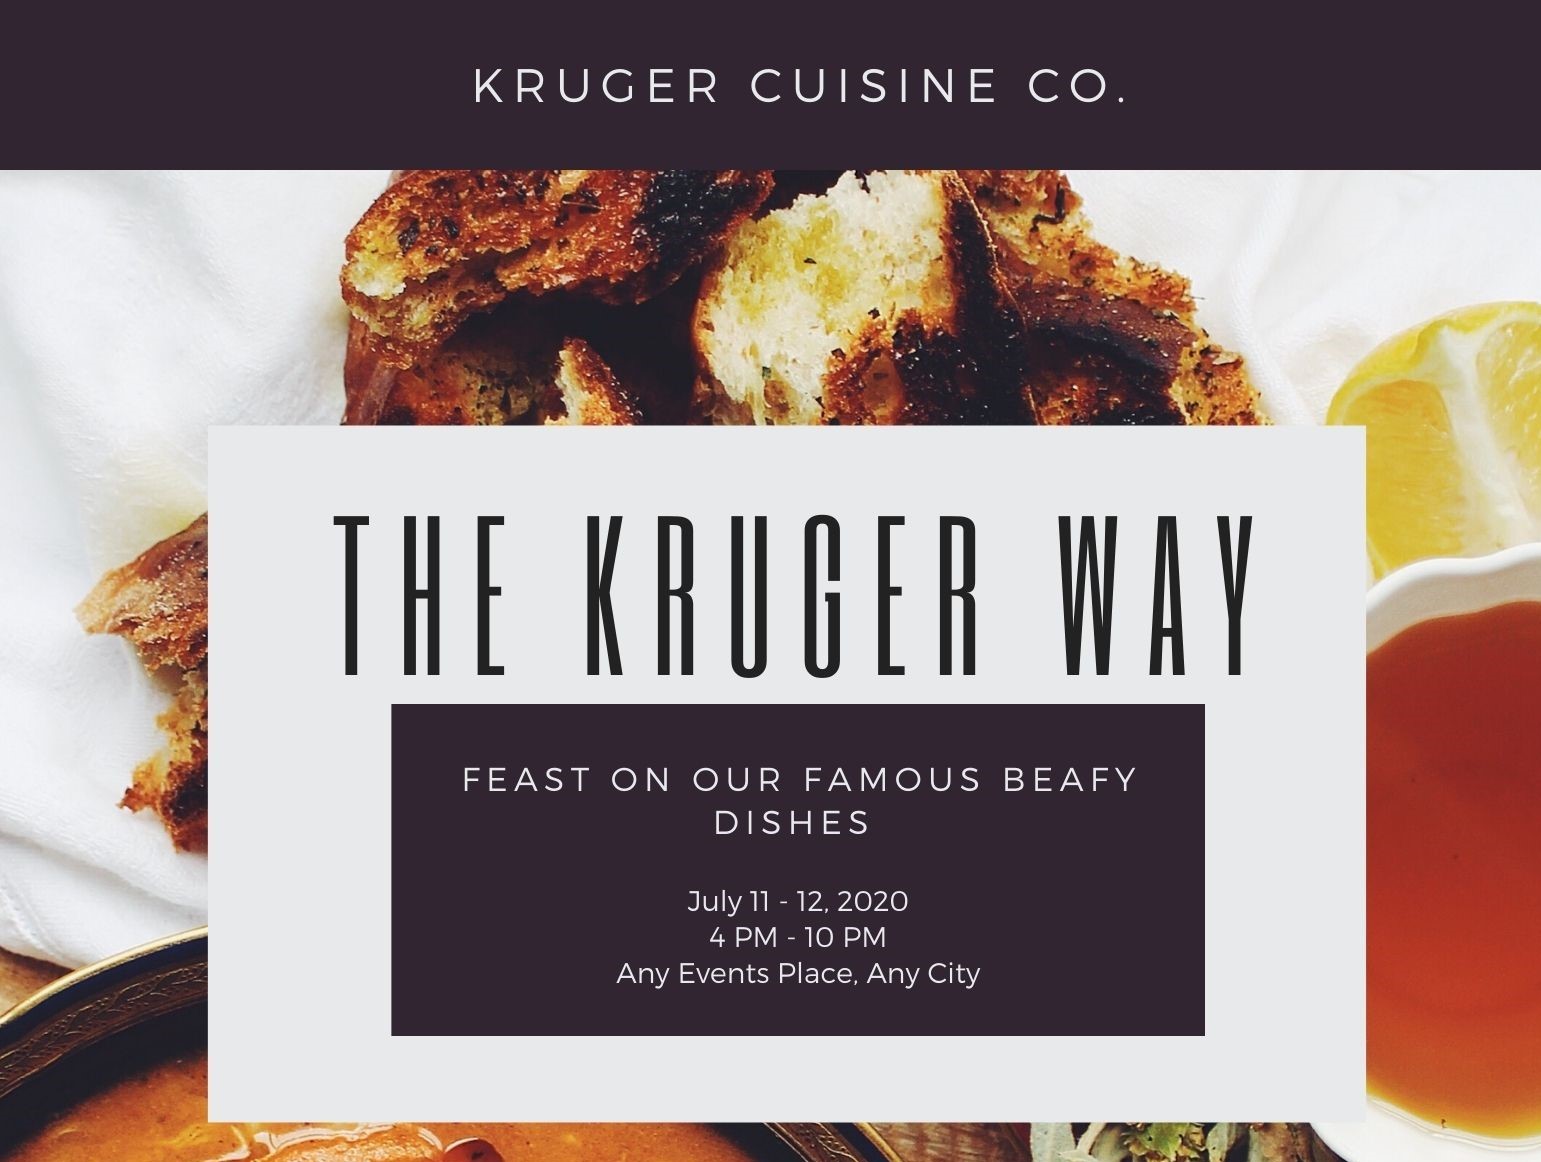 KRUGER CUISINE CO.
THE KRUGER WAY
FEAST ON OUR FAMOUS BEAFY
DISHES
July 11 - 12, 2020
4 PM - 10 PM
Any Events Place, Any City